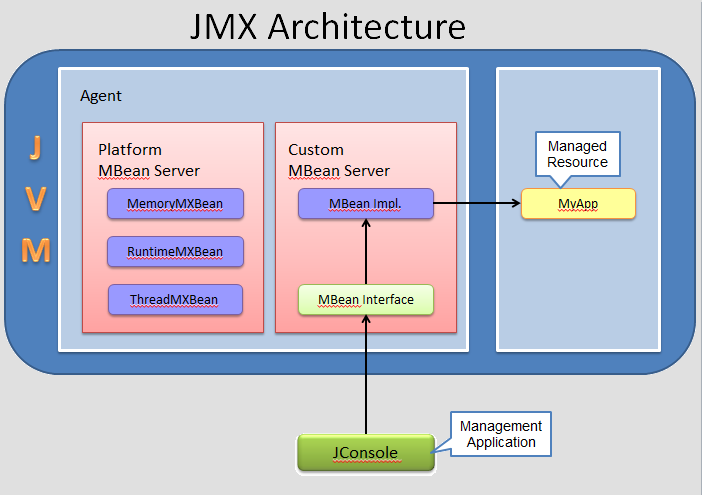 JMX Architecture
J
V
M
Agent
Platform
MBean Server
MemoryMXBean
RuntimeMXBean
ThreadMXBean
Custom
MBean Server
MBean Impl.
MBean Interface
Managed
Resource
MyApp
JConsole
Management
Application